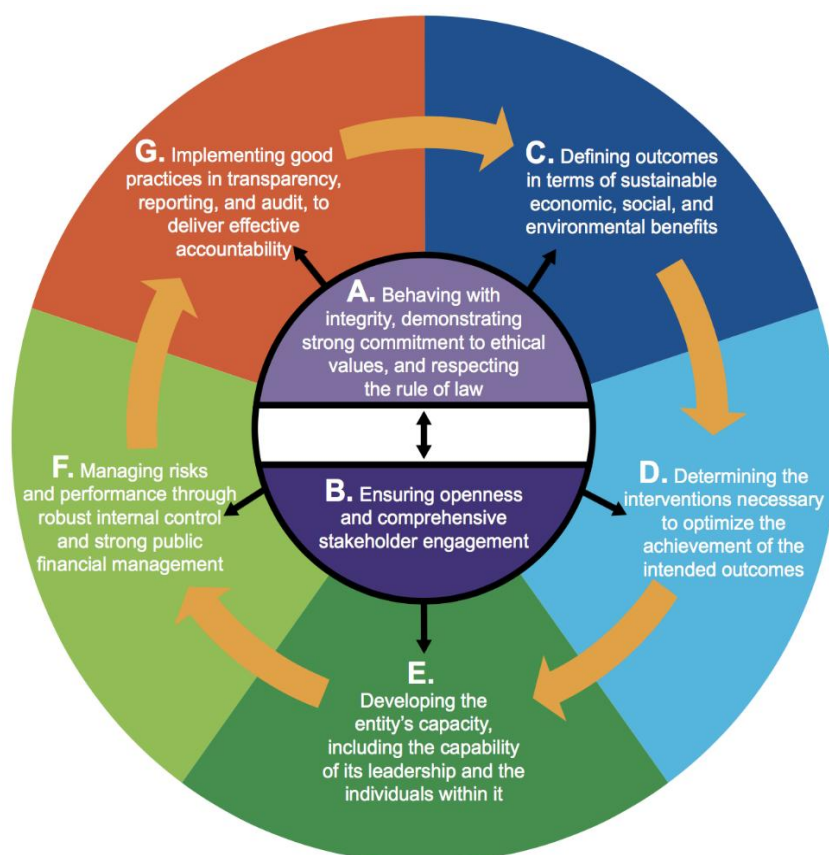 A. Behaving with
integrity, demonstrating
strong commitment to ethical
values, and respecting
the rule of law
B. Ensuring openness
and comprehensive
stakeholder engagement
C. Defining outcomes
in terms of sustainable
economic, social, and
environmental benefits
D. Determining the
interventions necessary
to optimize the
achievement of the
intended outcomes
E.
Developing the
entity’s capacity,
including the capability
of its leadership and the
individuals within it
F. Managing risks
and performance through
robust internal control
and strong public
financial management
G. Implementing good
practices in transparency,
reporting, and audit, to
deliver effective
accountability